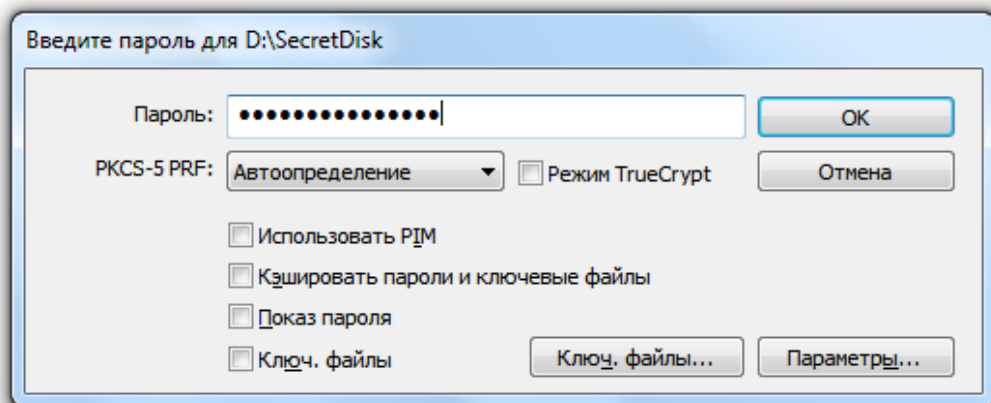 Введите пароль для D:\SecretDisk
Пароль: ●●●●●●●●●●●●●●● OK
PKCS-5 PRF: Автоопределение Режим TrueCrypt Отмена
Использовать PIM
Кэшировать пароли и ключевые файлы
Показ пароля
Ключ. файлы Ключ. файлы... Параметры...